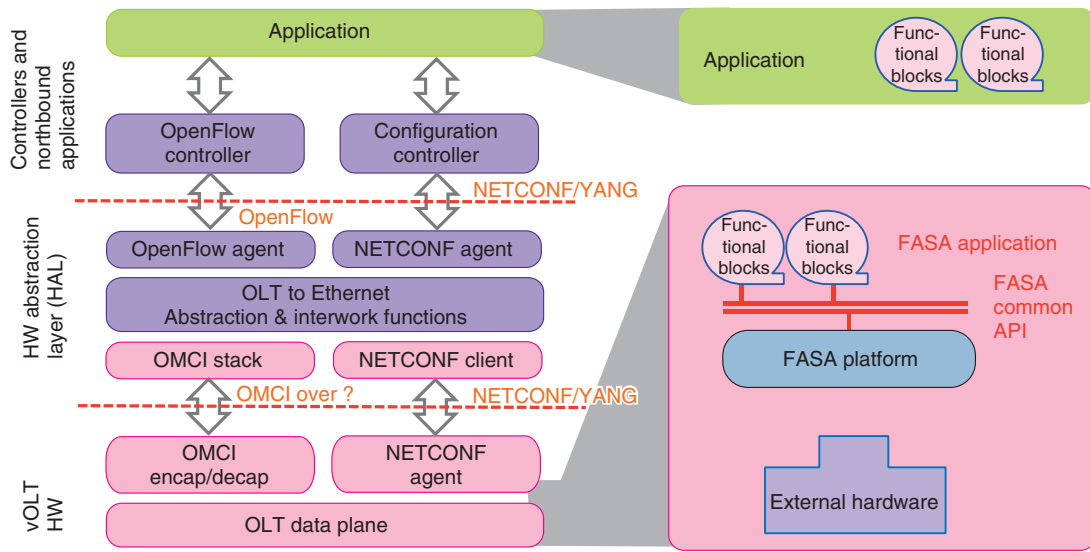 Controllers and
northbound
applications
Application
OpenFlow
controller
Configuration
controller
NETCONF/YANG
OpenFlow
HW abstraction
layer (HAL)
OpenFlow agent
NETCONF agent
OLT to Ethernet
Abstraction & interwork functions
OMCI stack
NETCONF client
OMCI over ?
NETCONF/YANG
vOLT
HW
OMCI
encap/decap
NETCONF
agent
OLT data plane
Application
Func-
tional
blocks
Func-
tional
blocks
Func-
tional
blocks
Func-
tional
blocks
FASA application
FASA
common
API
FASA platform
External hardware